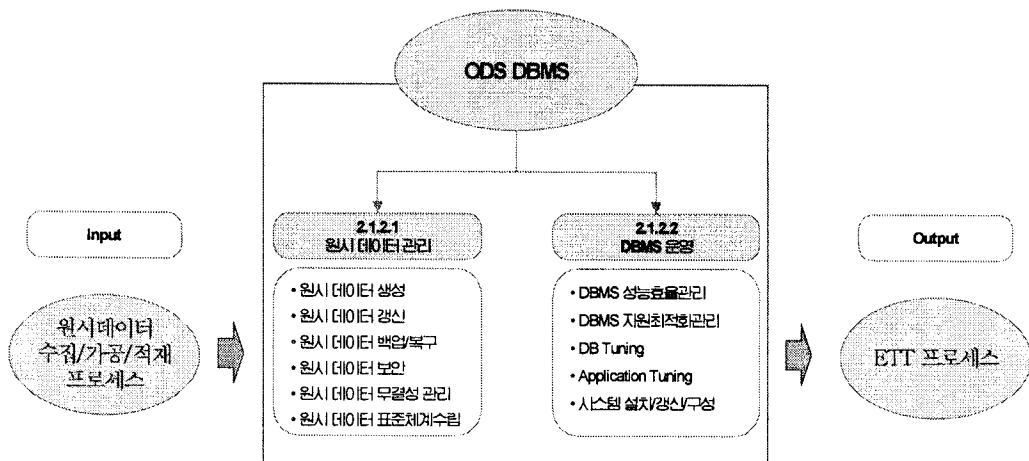 ODS DBMS
2.1.2.1
원시 데이터 관리
2.1.2.2
DBMS 운영
Input
Output
원시데이터
수집/가공/적재
프로세스
• 원시 데이터 생성
• 원시 데이터 갱신
• 원시 데이터 백업/복구
• 원시 데이터 보안
• 원시 데이터 무결성 관리
• 원시 데이터 표준체계수립
• DBMS 성능효율관리
• DBMS 자원최적화관리
• DB Tuning
• Application Tuning
• 시스템 설치/갱신/구성
ETT 프로세스